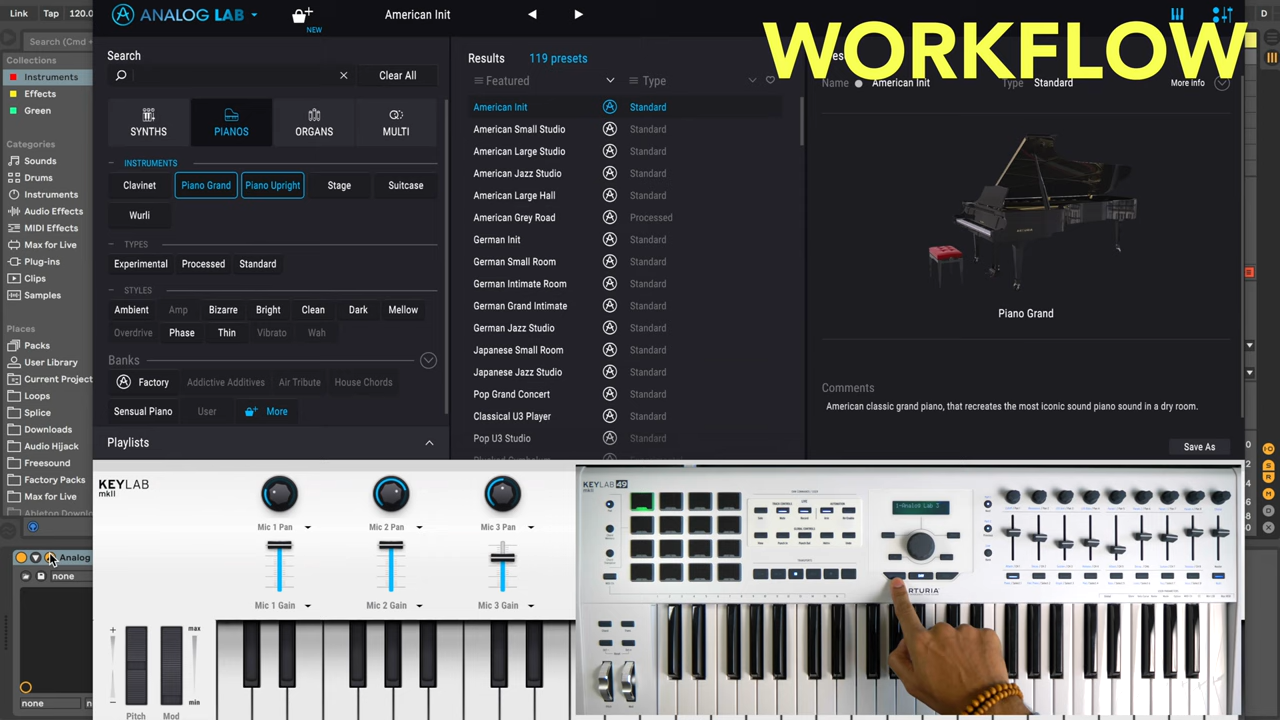 Link Tap 120.0
ANALOG LAB
NEW
American Init
WORKFLOW
D
Search (Cmd +
Collections
Instruments
Effects
Green
Categories
Sounds
Drums
Instruments
Audio Effects
MIDI Effects
Max for Live
Plug-ins
Clips
Samples
Places
Packs
User Library
Current Project
Loops
Splice
Downloads
Audio Hijack
Freesound
Factory Packs
Max for Live
Ableton Downloa
Search
Clear All
SYNTHS PIANOS ORGANS MULTI
INSTRUMENTS
Clavinet Piano Grand Piano Upright Stage Suitcase
Wurli
TYPES
Experimental Processed Standard
STYLES
Ambient Amp Bizarre Bright Clean Dark Mellow
Overdrive Phase Thin Vibrato Wah
Banks
Factory Addictive Additives Air Tribute House Chords
Sensual Piano User More
Playlists
Results 119 presets
Featured Type
American Init Standard
American Small Studio Standard
American Large Studio Standard
American Jazz Studio Standard
American Large Hall Standard
American Grey Road Processed
German Init Standard
German Small Room Standard
German Intimate Room Standard
German Grand Intimate Standard
German Jazz Studio Standard
Japanese Small Room Standard
Japanese Jazz Studio Standard
Pop Grand Concert Standard
Classical U3 Player Standard
Pop U3 Studio Standard
Name American Init Type Standard More info
Piano Grand
Comments
American classic grand piano, that recreates the most iconic sound piano sound in a dry room.
Save As
KEYLAB
mkII
Mic 1 Pan Mic 2 Pan Mic 3 Pan
Mic 1 Gain Mic 2 Gain Mic 3 Gain
Analog
none
max
min
none
Pitch Mod
KEYLAB 49
mkII
1-Analog Lab 3
ARTURIA
0
S
R